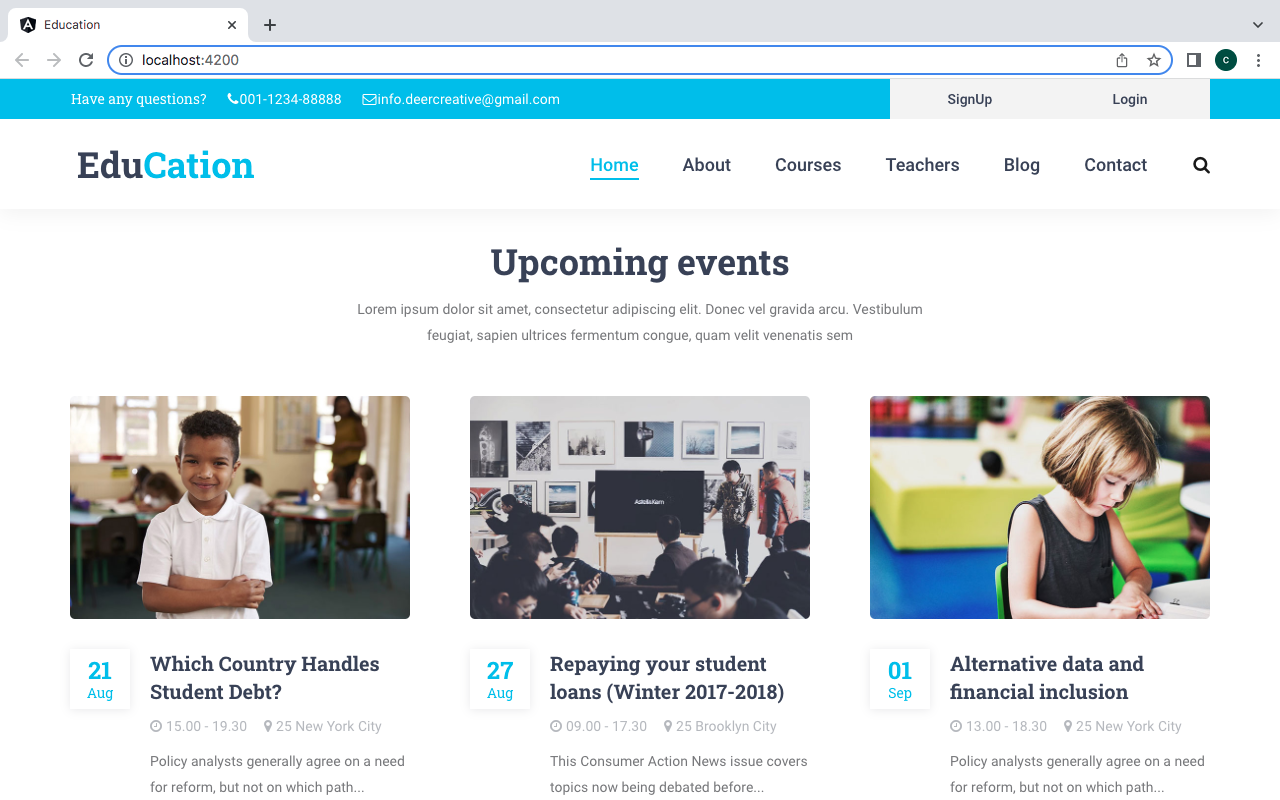 Education
localhost:4200
C
Have any questions? 001-1234-88888 info.deercreative@gmail.com SignUp Login
EduCation Home About Courses Teachers Blog Contact
Upcoming events
Lorem ipsum dolor sit amet, consectetur adipiscing elit. Donec vel gravida arcu. Vestibulum
feugiat, sapien ultrices fermentum congue, quam velit venenatis sem
21
Aug
Which Country Handles
Student Debt?
15.00 - 19.30 25 New York City
Policy analysts generally agree on a need
for reform, but not on which path...
27
Aug
Repaying your student
loans (Winter 2017-2018)
09.00 - 17.30 25 Brooklyn City
This Consumer Action News issue covers
topics now being debated before...
01
Sep
Alternative data and
financial inclusion
13.00 - 18.30 25 New York City
Policy analysts generally agree on a need
for reform, but not on which path...